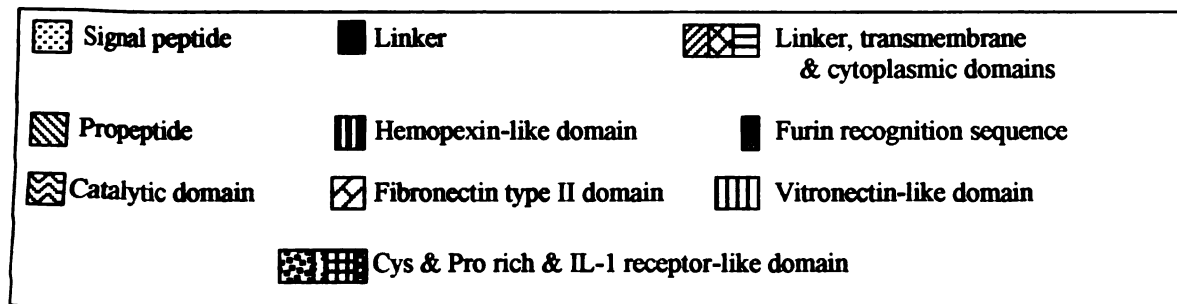 Signal peptide
Linker
Linker, transmembrane
& cytoplasmic domains
Propeptide
Hemopexin-like domain
Furin recognition sequence
Catalytic domain
Fibronectin type II domain
Vitronectin-like domain
Cys & Pro rich & IL-1 receptor-like domain